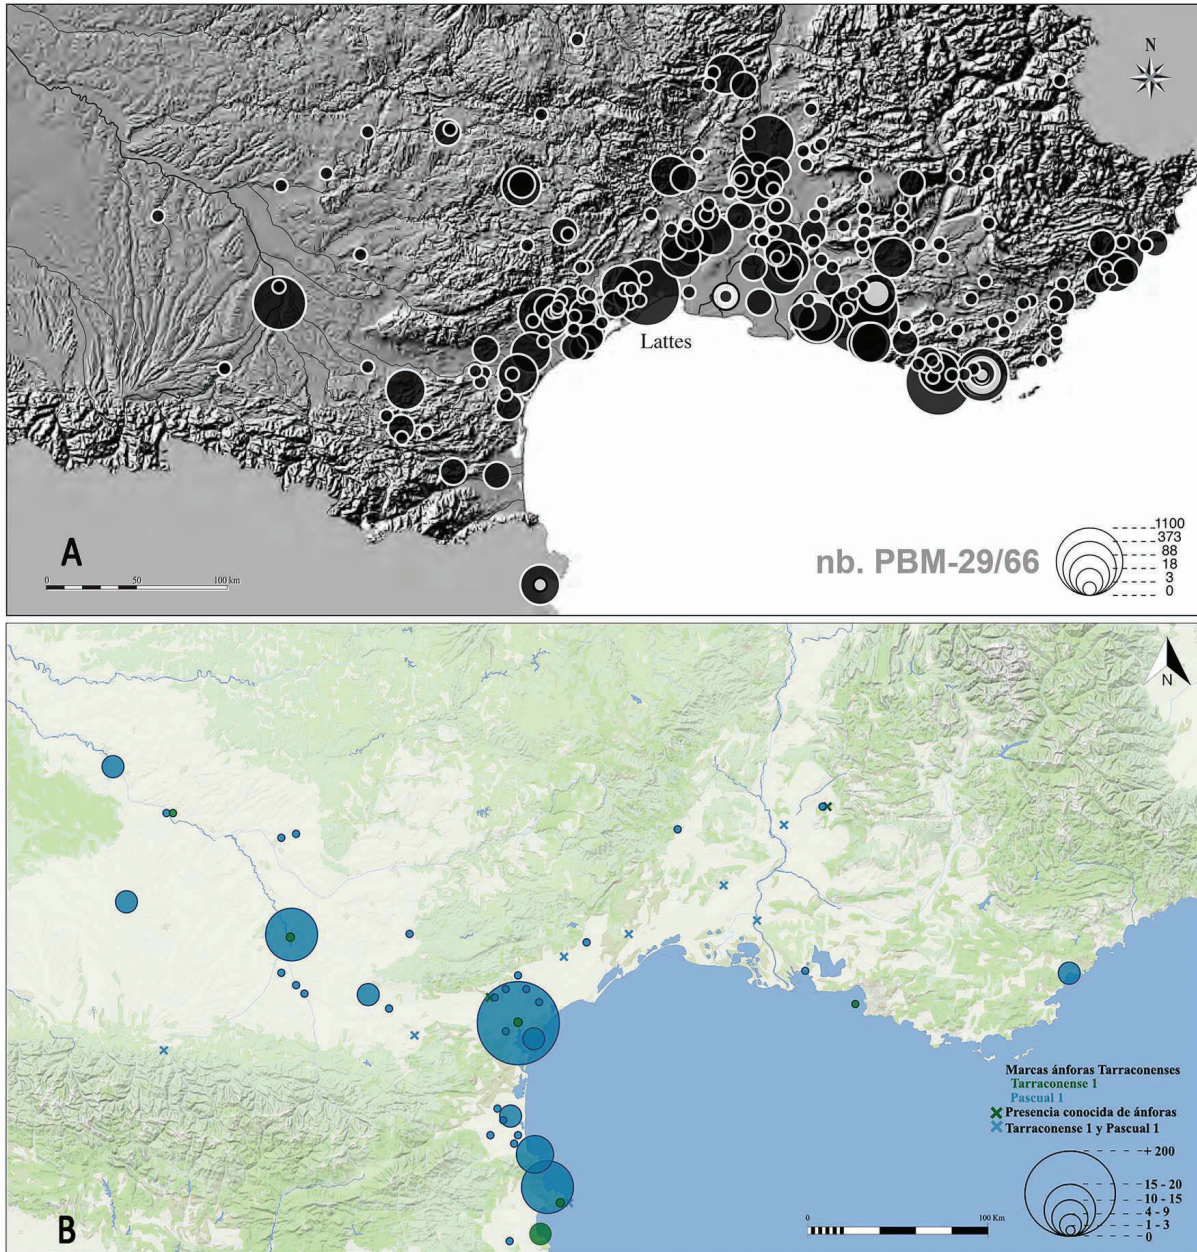 N
Lattes
A
0 50 100 km
nb. PBM-29/66
1100
373
88
18
3
0
N
Marcas ánforas Tarraconenses
Tarraconense 1
Pascual 1
Presencia conocida de ánforas
Tarraconense 1 y Pascual 1
+ 200
15 - 20
10 - 15
4 - 9
1 - 3
0
B
0 100 Km